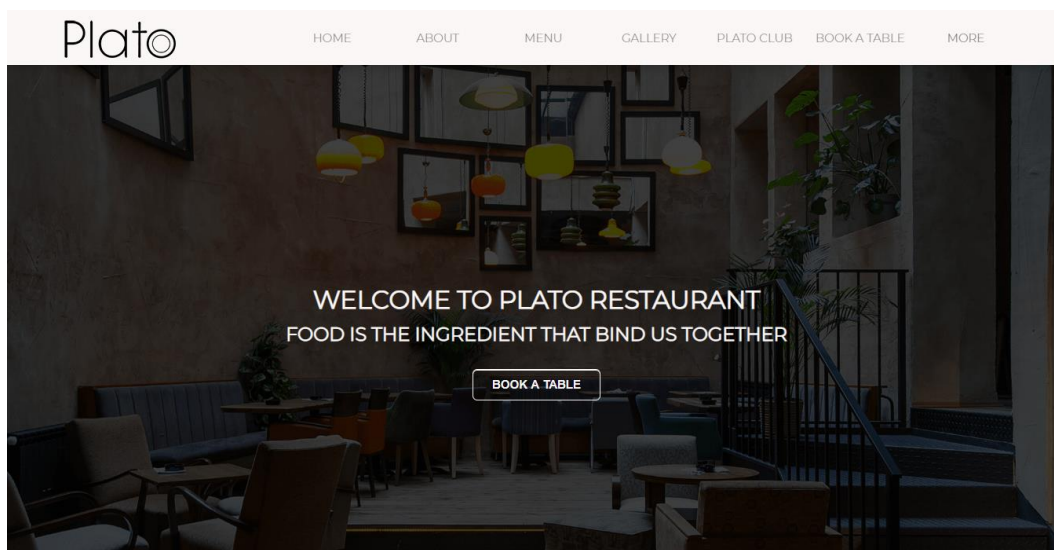 Plato
HOME ABOUT MENU GALLERY PLATO CLUB BOOK A TABLE MORE
WELCOME TO PLATO RESTAURANT
FOOD IS THE INGREDIENT THAT BIND US TOGETHER
BOOK A TABLE